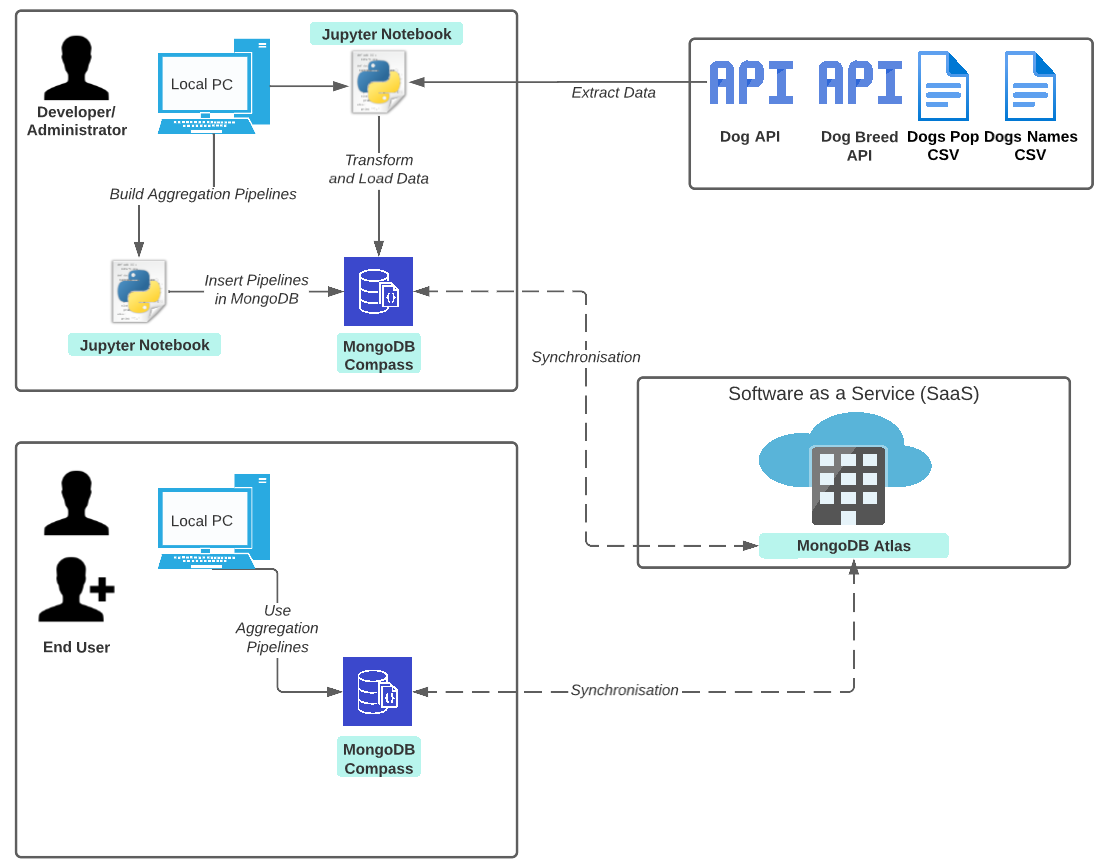 Jupyter Notebook
Local PC
Developer/
Administrator
Extract Data
API
API
Dog API
Dog Breed
API
Dogs Pop
CSV
Dogs Names
CSV
Transform
and Load Data
Build Aggregation Pipelines
Insert Pipelines
in MongoDB
Jupyter Notebook
MongoDB
Compass
{}
Synchronisation
Software as a Service (SaaS)
MongoDB Atlas
Local PC
End User
Use
Aggregation
Pipelines
{}
Synchronisation
MongoDB
Compass